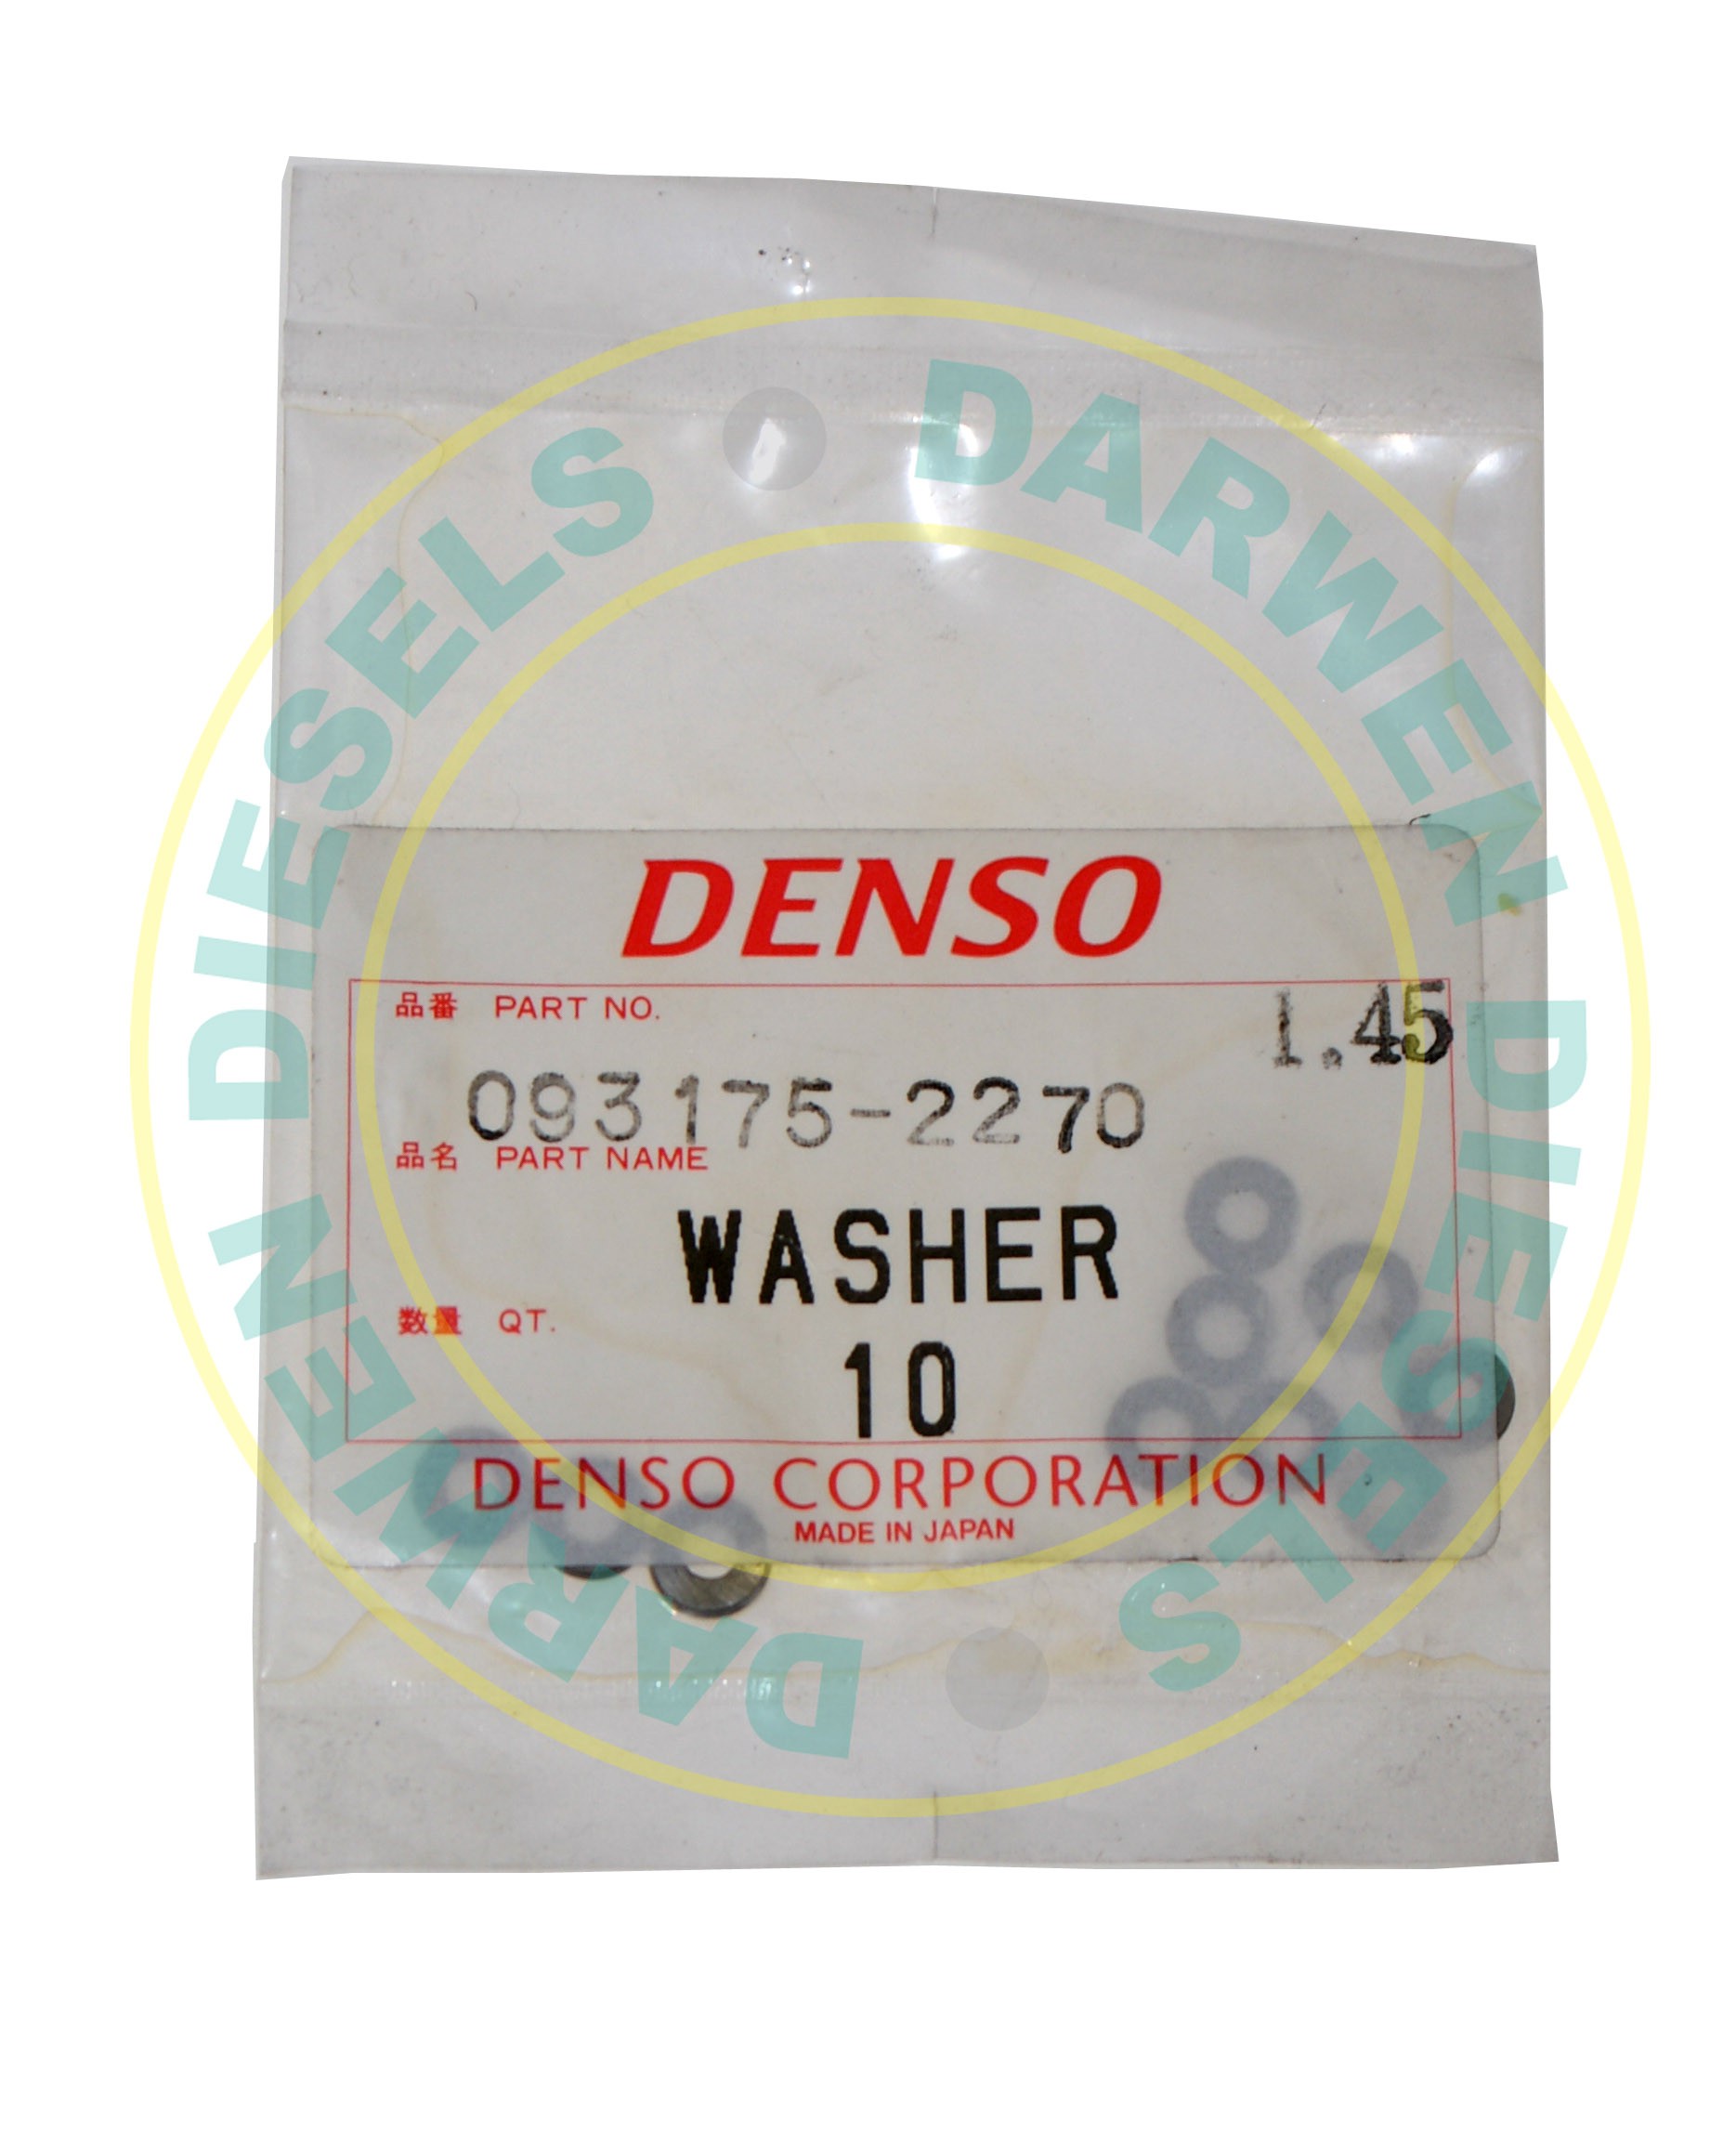 DENSO
品番 PART NO.
1.45
093175-2270
品名 PART NAME
WASHER
数量 QT.
10
DENSO CORPORATION
MADE IN JAPAN
DARWEN DIESELS
DARWEN DIESELS